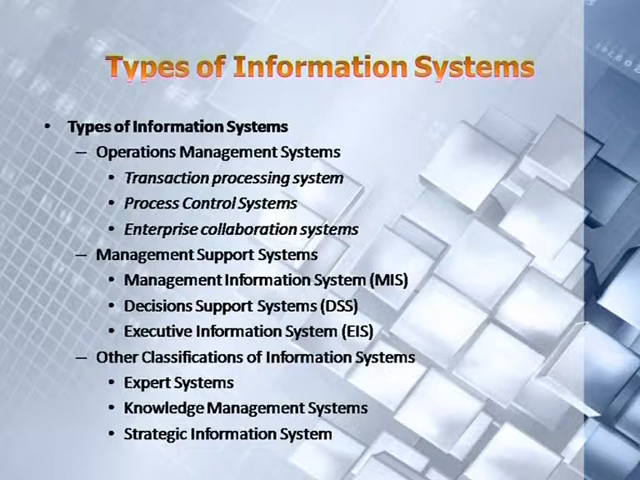 Types of Information Systems
• Types of Information Systems
– Operations Management Systems
• Transaction processing system
• Process Control Systems
• Enterprise collaboration systems
– Management Support Systems
• Management Information System (MIS)
• Decisions Support Systems (DSS)
• Executive Information System (EIS)
– Other Classifications of Information Systems
• Expert Systems
• Knowledge Management Systems
• Strategic Information System